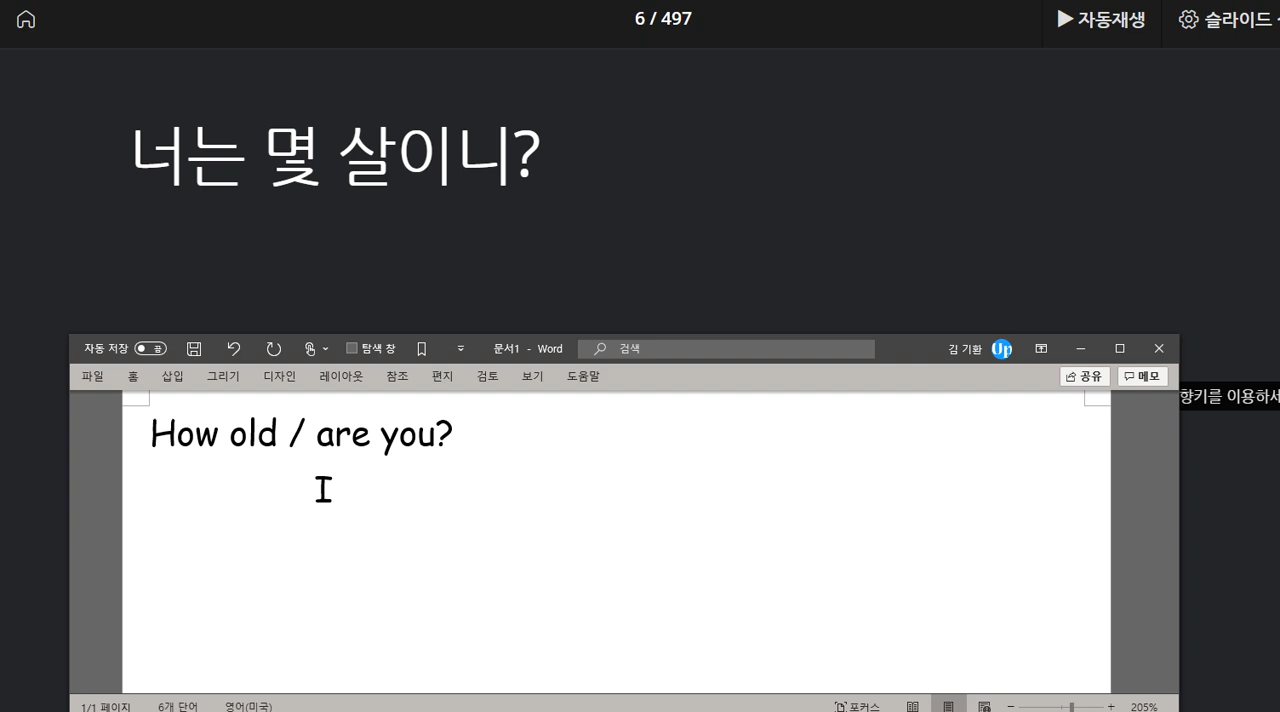 6 / 497
▶ 자동재생
슬라이드
너는 몇 살이니?
자동 저장 끔
탐색 창
문서1 - Word
검색
김 기환
Up
파일 홈 삽입 그리기 디자인 레이아웃 참조 편지 검토 보기 도움말
공유 메모
향키를 이용하세
How old / are you?
1/1 페이지 6개 단어 영어(미국)
포커스
205%